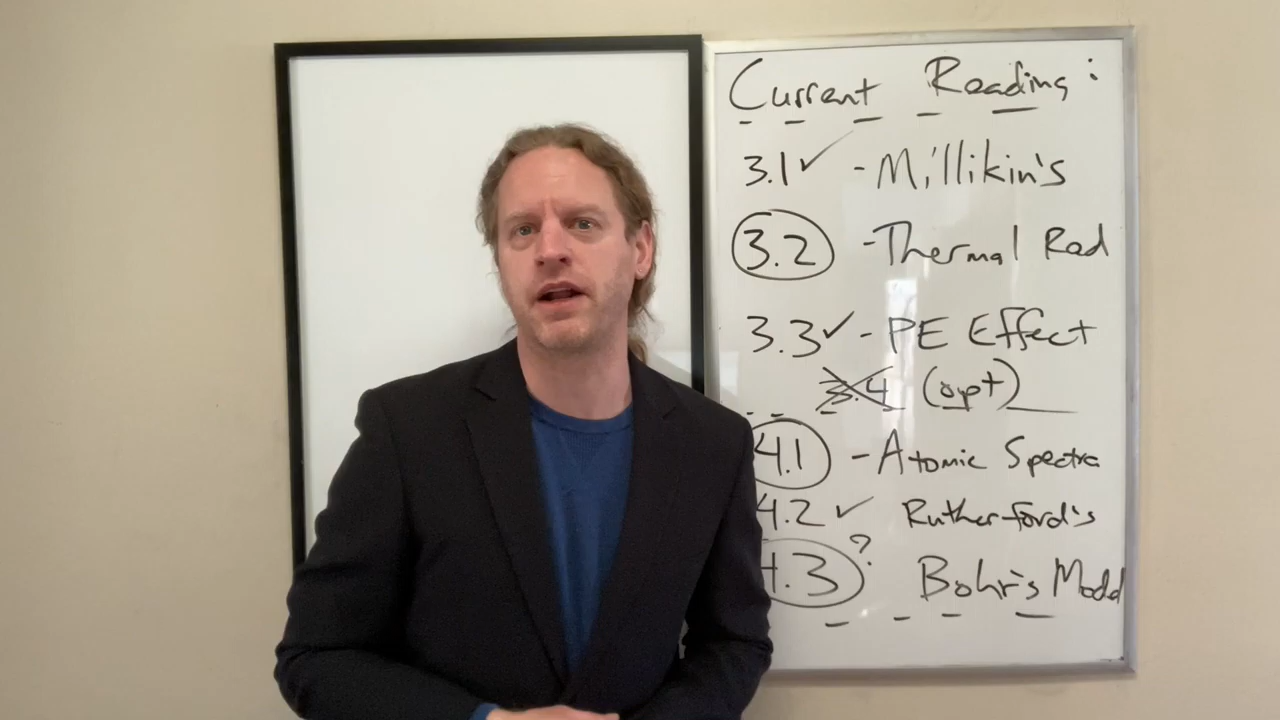 Current Reading:
3.1 ✓ - Millikin's
3.2 - Thermal Rad
3.3 ✓ - PE Effect
3.4 (opt)
4.1 - Atomic Spectra
4.2 ✓ Rutherford's
4.3 ? Bohr's Model